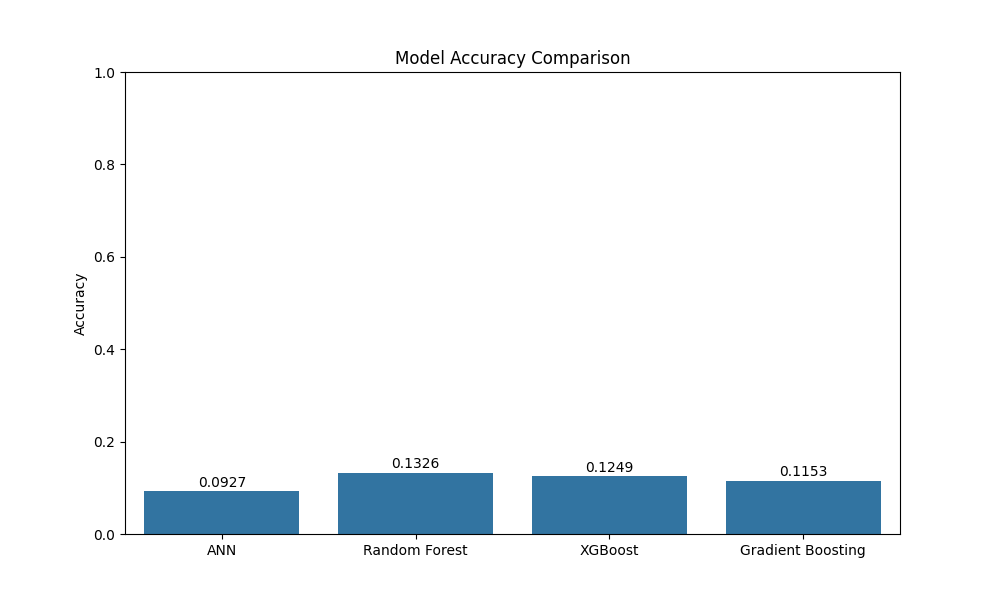 Model Accuracy Comparison
Accuracy
1.0
0.8
0.6
0.4
0.2
0.0
0.0927
0.1326
0.1249
0.1153
ANN
Random Forest
XGBoost
Gradient Boosting